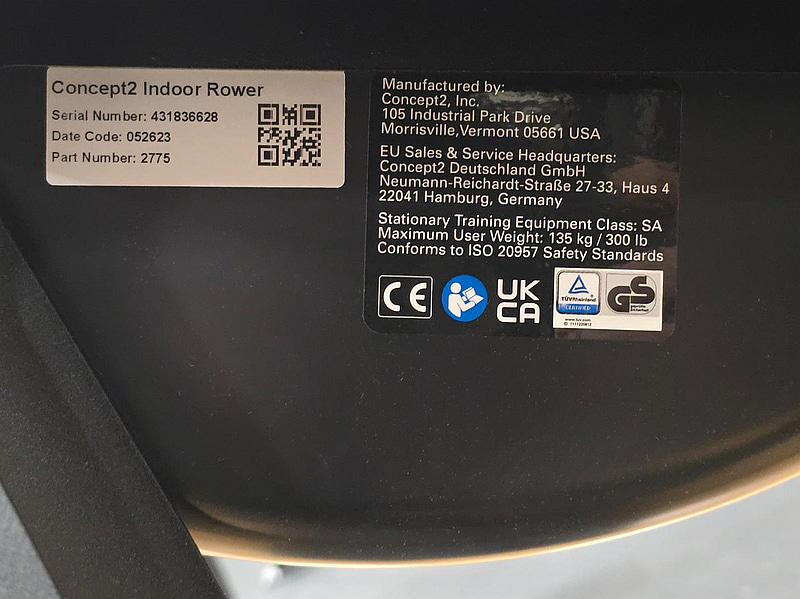 Concept2 Indoor Rower
Serial Number: 431836628
Date Code: 052623
Part Number: 2775
Manufactured by:
Concept2, Inc.
105 Industrial Park Drive
Morrisville, Vermont 05661 USA
EU Sales & Service Headquarters:
Concept2 Deutschland GmbH
Neumann-Reichardt-Straße 27-33, Haus 4
22041 Hamburg, Germany
Stationary Training Equipment Class: SA
Maximum User Weight: 135 kg / 300 lb
Conforms to ISO 20957 Safety Standards
CE
UK
CA
TÜVRheinland
CERTIFIED
www.tuv.com
GS